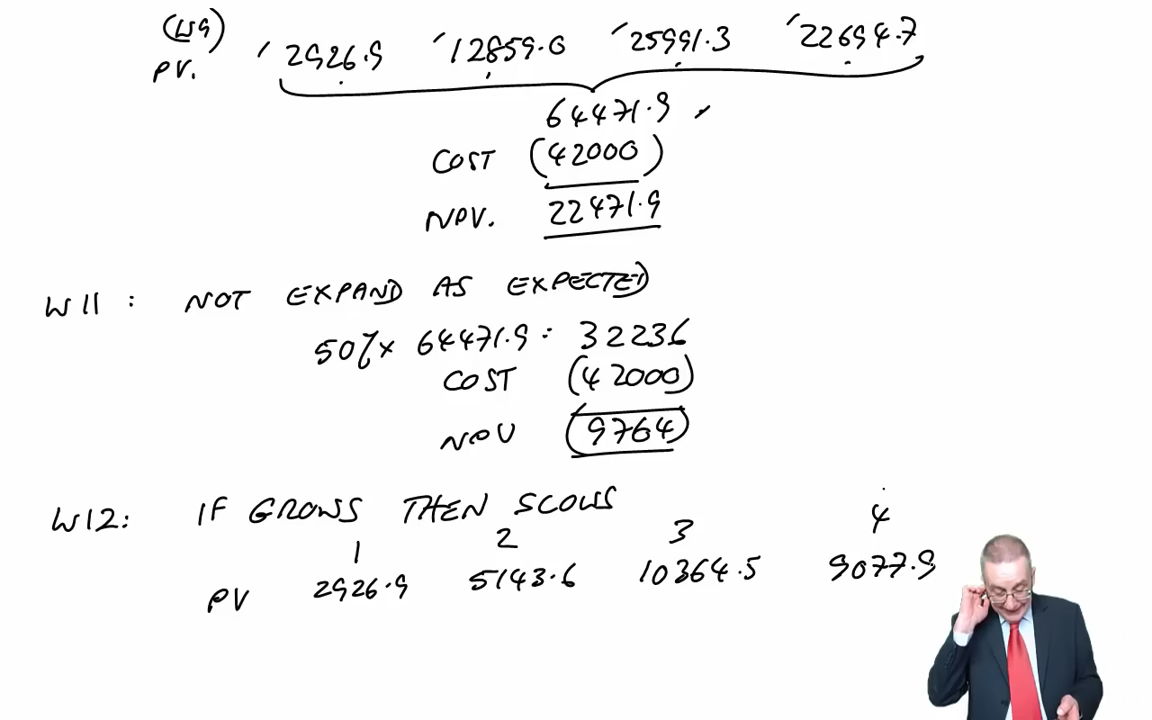 (W9)
PV. 2926.9 12859.0 25991.3 22694.7
64471.9
COST (42000)
NPV. 22471.9
W11: NOT EXPAND AS EXPECTED
50% x 64471.9 = 32236
COST (42000)
NPV (9764)
W12: IF GROWS THEN SLOWS
1 2 3 4
PV 2926.9 5143.6 10364.5 9077.9